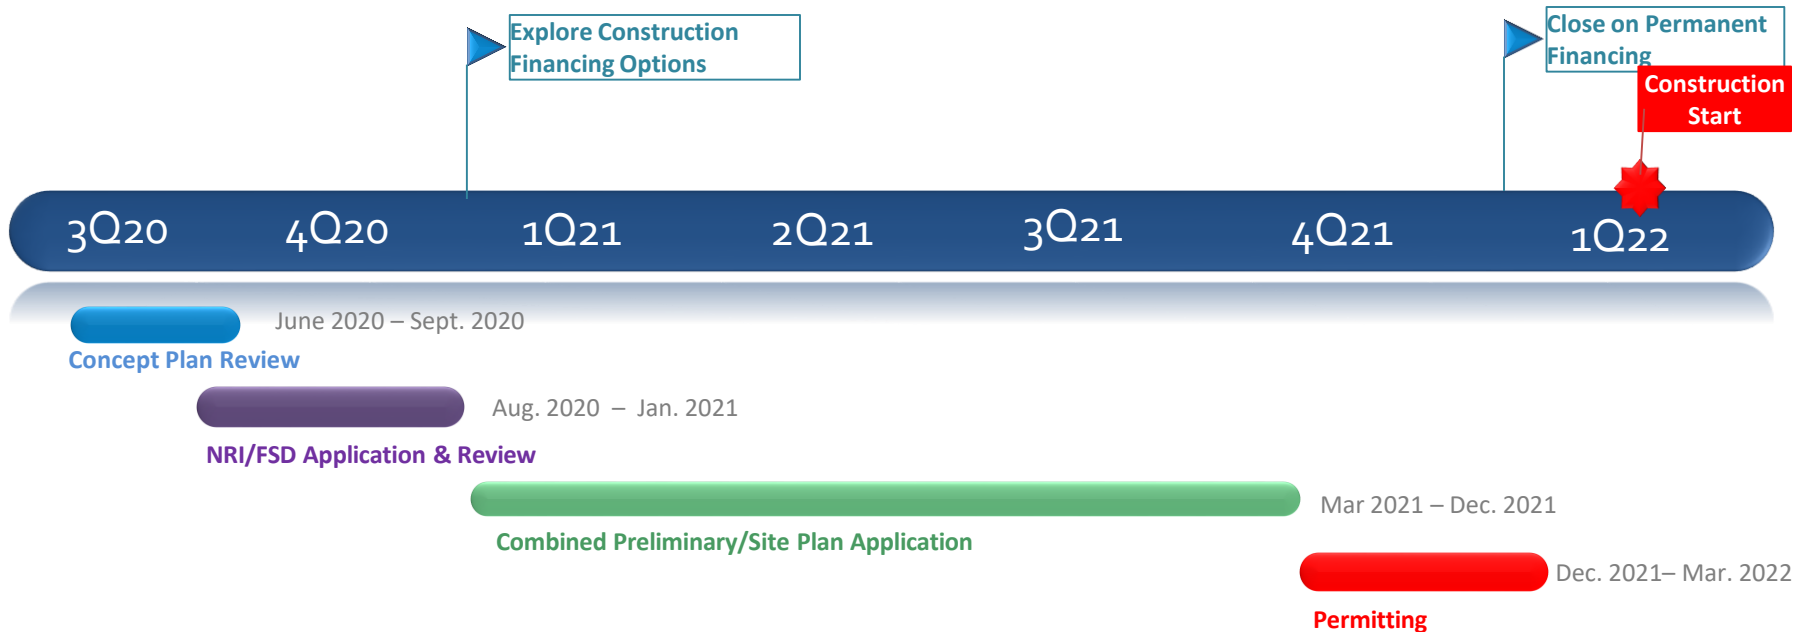 Explore Construction
Financing Options
Close on Permanent
Financing
Construction
Start
3Q20 4Q20 1Q21 2Q21 3Q21 4Q21 1Q22
June 2020 – Sept. 2020
Concept Plan Review
Aug. 2020 – Jan. 2021
NRI/FSD Application & Review
Mar 2021 – Dec. 2021
Combined Preliminary/Site Plan Application
Dec. 2021– Mar. 2022
Permitting